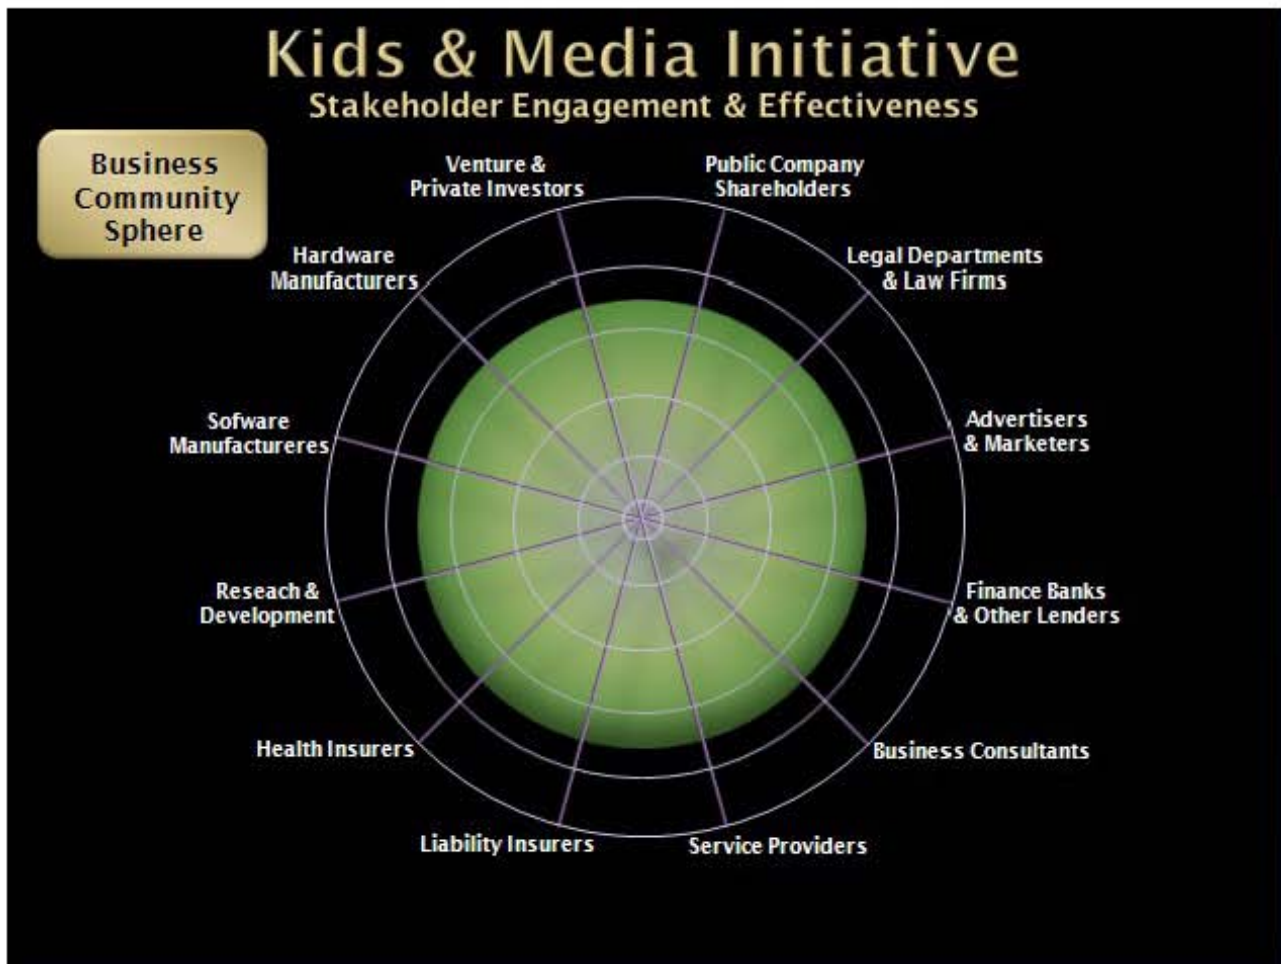 Kids & Media Initiative
Stakeholder Engagement & Effectiveness
Business
Community
Sphere
Venture &
Private Investors
Public Company
Shareholders
Hardware
Manufacturers
Legal Departments
& Law Firms
Sofware
Manufactureres
Advertisers
& Marketers
Reseach &
Development
Finance Banks
& Other Lenders
Health Insurers
Business Consultants
Liability Insurers
Service Providers